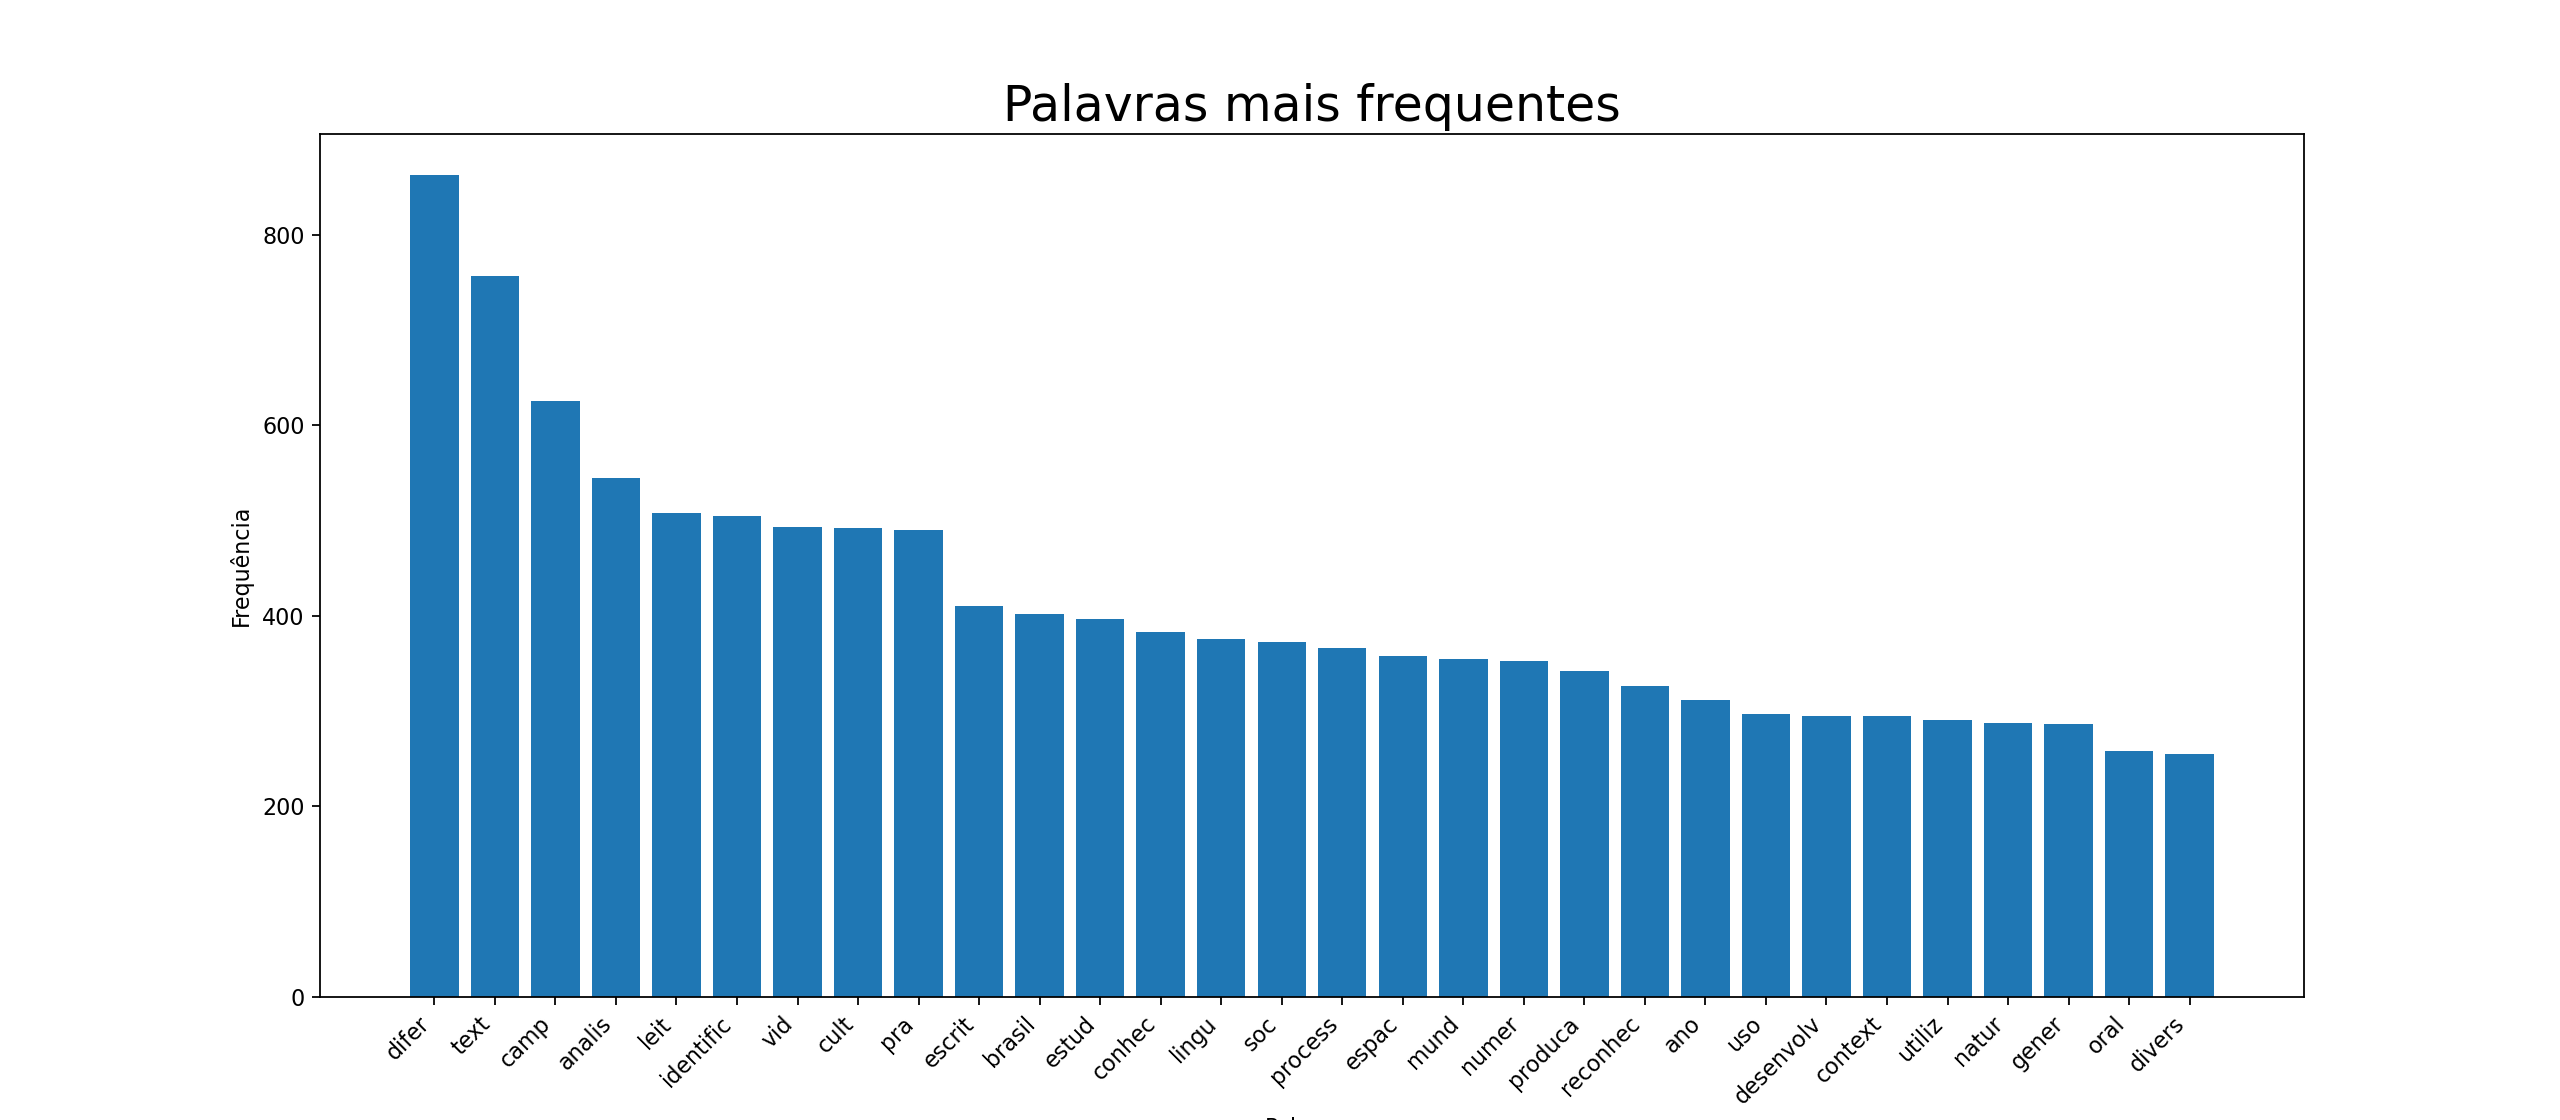 Palavras mais frequentes
Frequência
800
600
400
200
0
difer
text
camp
analis
leit
identific
vid
cult
pra
escrit
brasil
estud
conhec
lingu
soc
process
espac
mund
numer
produca
reconhec
ano
uso
desenvolv
context
utiliz
natur
gener
oral
divers